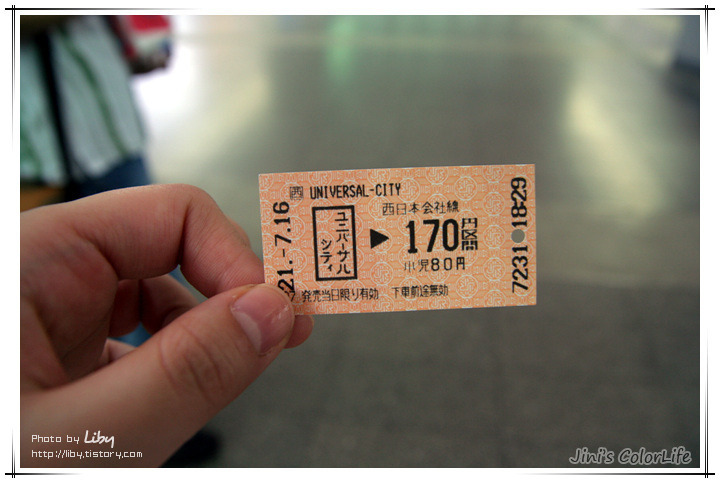 西 UNIVERSAL-CITY
西日本会社線
ユニバーサル
シティ
▶ 170円区間
小児80円
発売当日限り有効 下車前途無効
21.-7.16
7231 18-29
Photo by Liby
http://liby.tistory.com
Jini's ColorLife